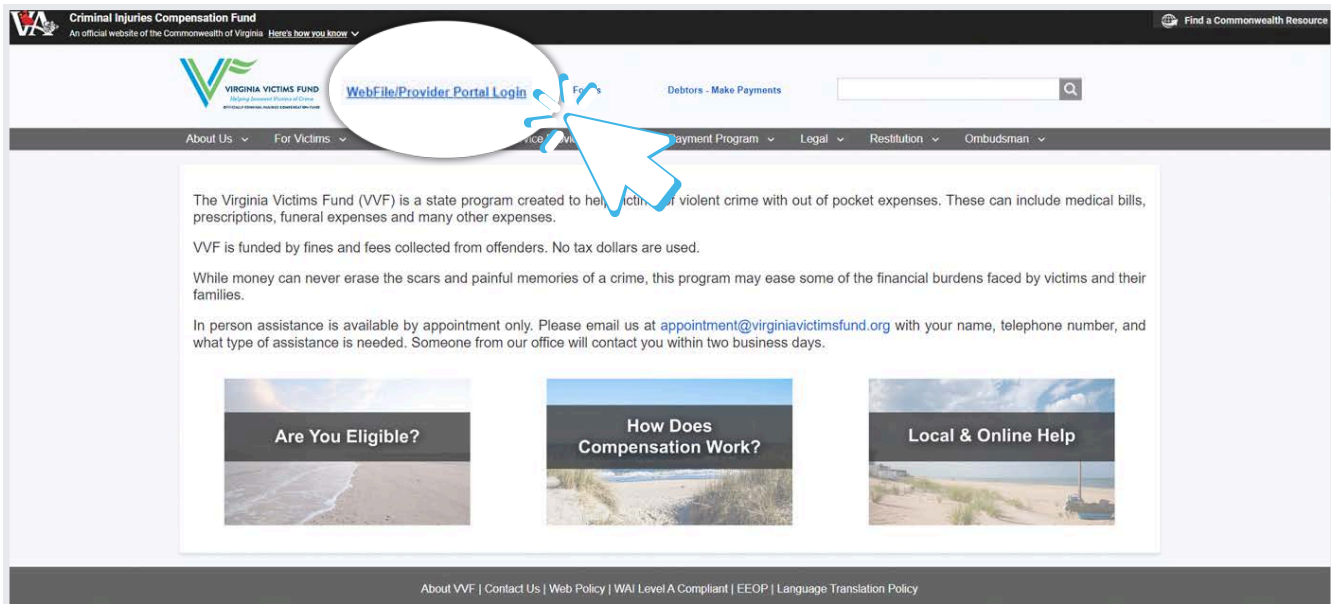 Criminal Injuries Compensation Fund
An official website of the Commonwealth of Virginia Here's how you know
Find a Commonwealth Resource
VIRGINIA VICTIMS FUND
Helping Innocent Victims of Crime
WebFile/Provider Portal Login
Debtors - Make Payments
About Us
For Victims
ayment Program
Legal
Restitution
Ombudsman
The Virginia Victims Fund (VVF) is a state program created to help victims of violent crime with out of pocket expenses. These can include medical bills,
prescriptions, funeral expenses and many other expenses.
VVF is funded by fines and fees collected from offenders. No tax dollars are used.
While money can never erase the scars and painful memories of a crime, this program may ease some of the financial burdens faced by victims and their
families.
In person assistance is available by appointment only. Please email us at appointment@virginiavictimsfund.org with your name, telephone number, and
what type of assistance is needed. Someone from our office will contact you within two business days.
Are You Eligible?
How Does
Compensation Work?
Local & Online Help
About VVF | Contact Us | Web Policy | WAI Level A Compliant | EEOP | Language Translation Policy